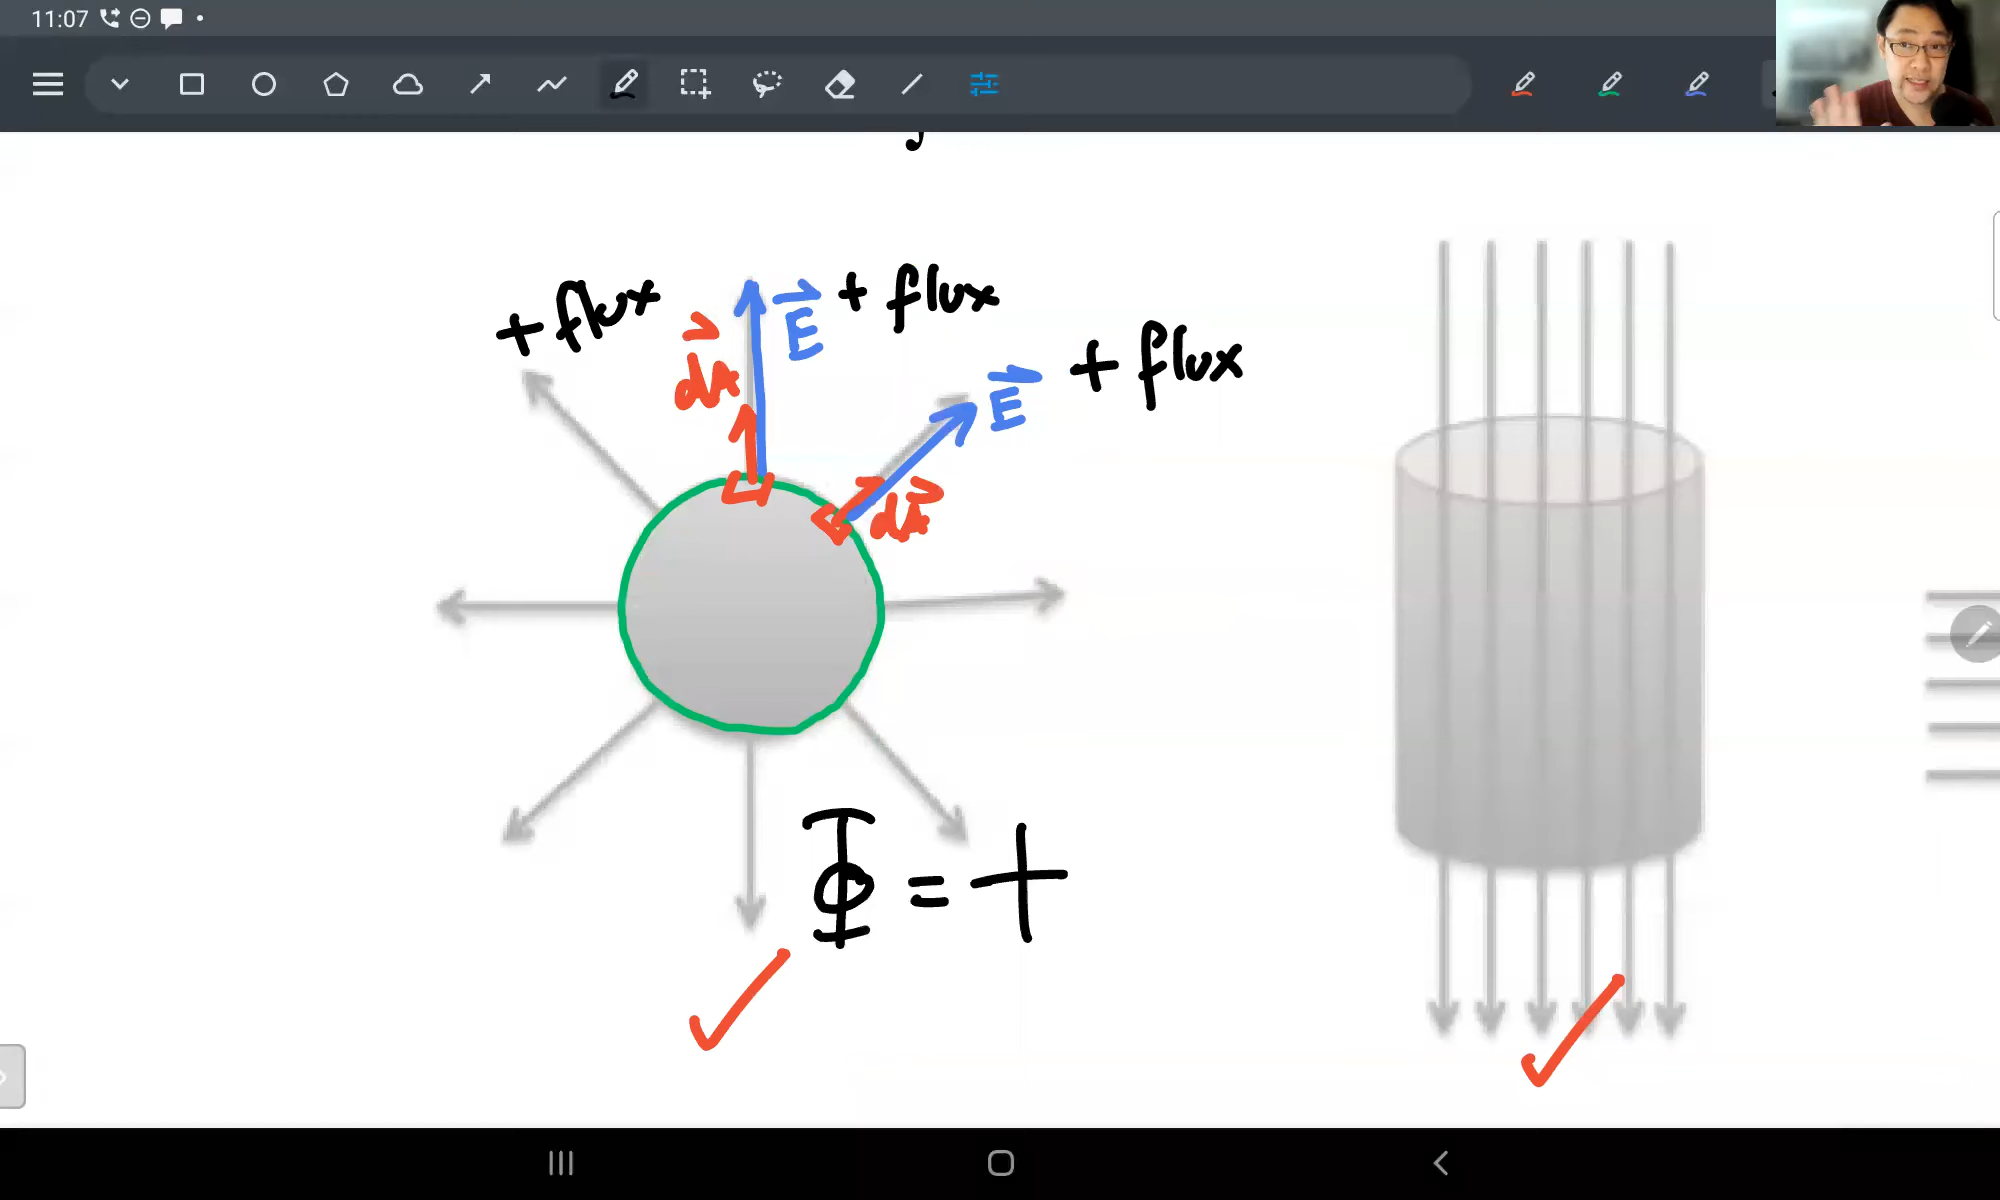 11:07
+ flux
dA
E
+ flux
E
+ flux
dA
Φ = +